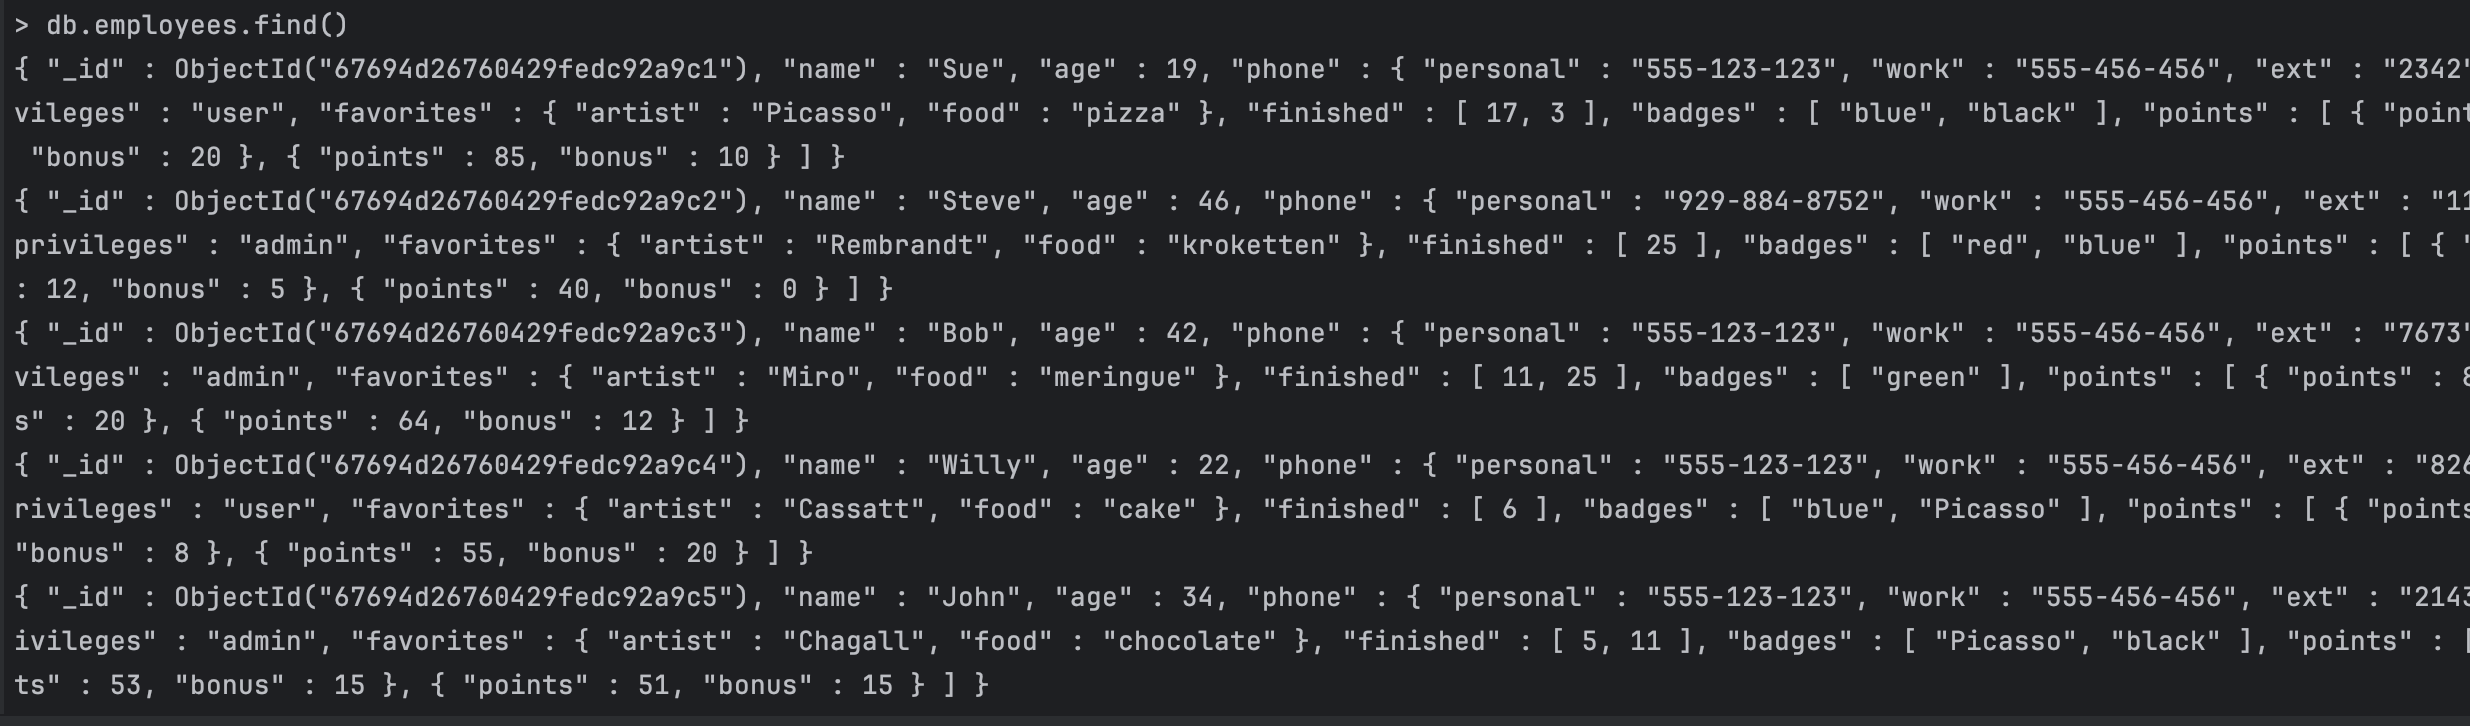 > db.employees.find()
{ "_id" : ObjectId("67694d26760429fedc92a9c1"), "name" : "Sue", "age" : 19, "phone" : { "personal" : "555-123-123", "work" : "555-456-456", "ext" : "2342"
vileges" : "user", "favorites" : { "artist" : "Picasso", "food" : "pizza" }, "finished" : [ 17, 3 ], "badges" : [ "blue", "black" ], "points" : [ { "point
"bonus" : 20 }, { "points" : 85, "bonus" : 10 } ] }
{ "_id" : ObjectId("67694d26760429fedc92a9c2"), "name" : "Steve", "age" : 46, "phone" : { "personal" : "929-884-8752", "work" : "555-456-456", "ext" : "11
privileges" : "admin", "favorites" : { "artist" : "Rembrandt", "food" : "kroketten" }, "finished" : [ 25 ], "badges" : [ "red", "blue" ], "points" : [ { "
: 12, "bonus" : 5 }, { "points" : 40, "bonus" : 0 } ] }
{ "_id" : ObjectId("67694d26760429fedc92a9c3"), "name" : "Bob", "age" : 42, "phone" : { "personal" : "555-123-123", "work" : "555-456-456", "ext" : "7673"
vileges" : "admin", "favorites" : { "artist" : "Miro", "food" : "meringue" }, "finished" : [ 11, 25 ], "badges" : [ "green" ], "points" : [ { "points" : 8
s" : 20 }, { "points" : 64, "bonus" : 12 } ] }
{ "_id" : ObjectId("67694d26760429fedc92a9c4"), "name" : "Willy", "age" : 22, "phone" : { "personal" : "555-123-123", "work" : "555-456-456", "ext" : "826
rivileges" : "user", "favorites" : { "artist" : "Cassatt", "food" : "cake" }, "finished" : [ 6 ], "badges" : [ "blue", "Picasso" ], "points" : [ { "points
"bonus" : 8 }, { "points" : 55, "bonus" : 20 } ] }
{ "_id" : ObjectId("67694d26760429fedc92a9c5"), "name" : "John", "age" : 34, "phone" : { "personal" : "555-123-123", "work" : "555-456-456", "ext" : "2143
ivileges" : "admin", "favorites" : { "artist" : "Chagall", "food" : "chocolate" }, "finished" : [ 5, 11 ], "badges" : [ "Picasso", "black" ], "points" : [
ts" : 53, "bonus" : 15 }, { "points" : 51, "bonus" : 15 } ] }